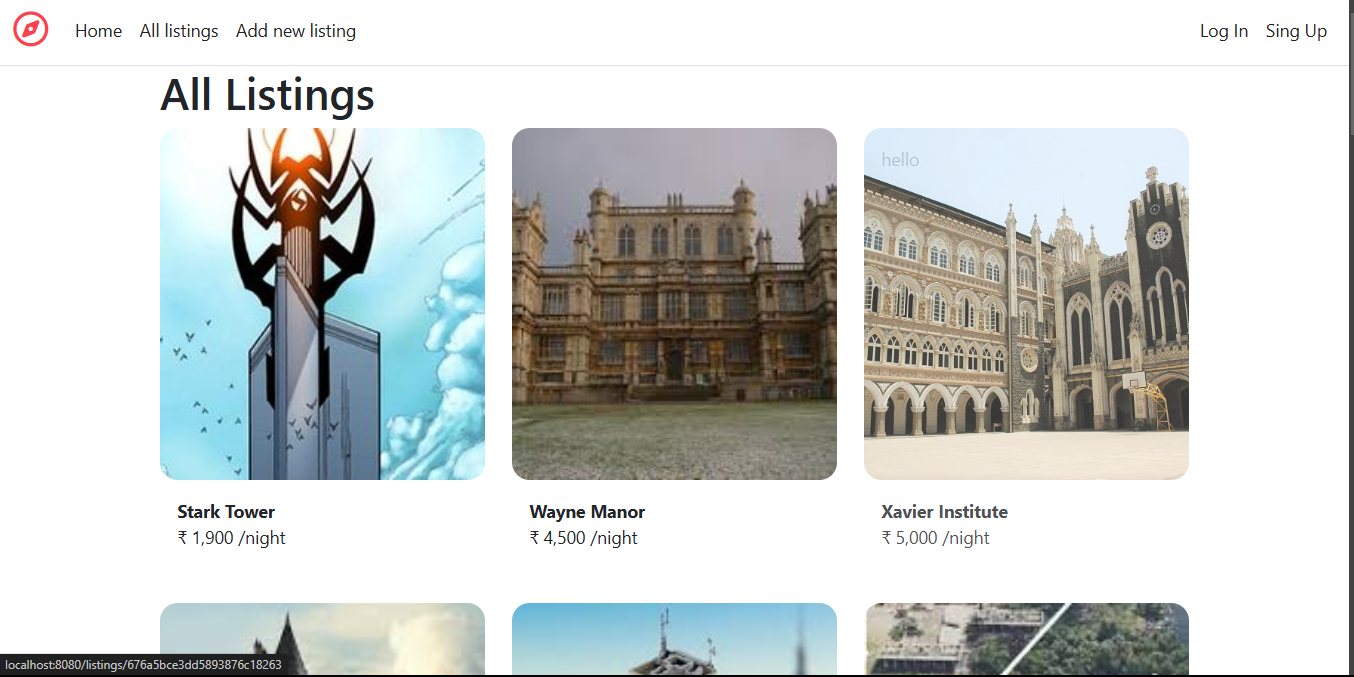 Home All listings Add new listing Log In Sing Up
All Listings
hello
Stark Tower
₹ 1,900 /night
Wayne Manor
₹ 4,500 /night
Xavier Institute
₹ 5,000 /night
localhost:8080/listings/676a5bce3dd5893876c18263